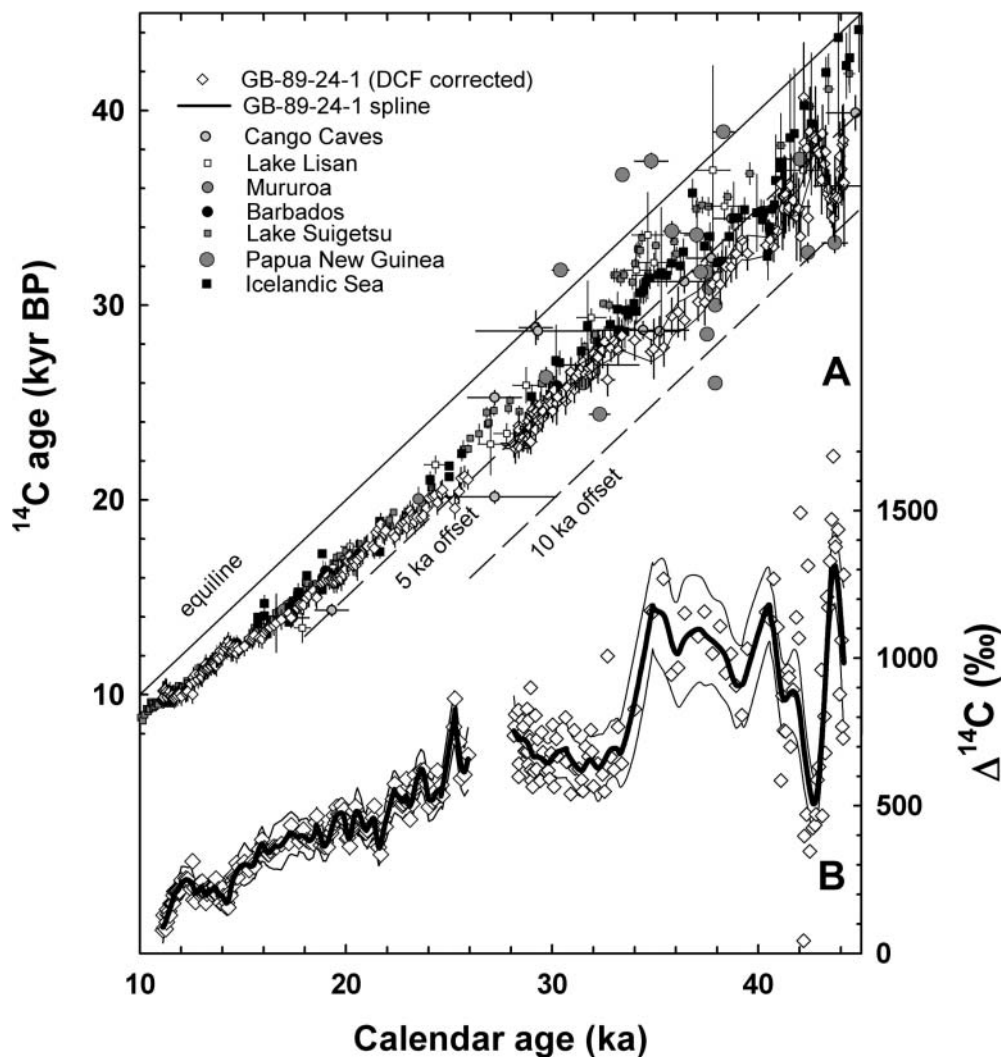 GB-89-24-1 (DCF corrected)
GB-89-24-1 spline
Cango Caves
Lake Lisan
Mururoa
Barbados
Lake Suigetsu
Papua New Guinea
Icelandic Sea
40
30
20
10
¹⁴C age (kyr BP)
A
equiline
5 ka offset
10 ka offset
1500
1000
500
0
Δ¹⁴C (‰)
B
10 20 30 40
Calendar age (ka)